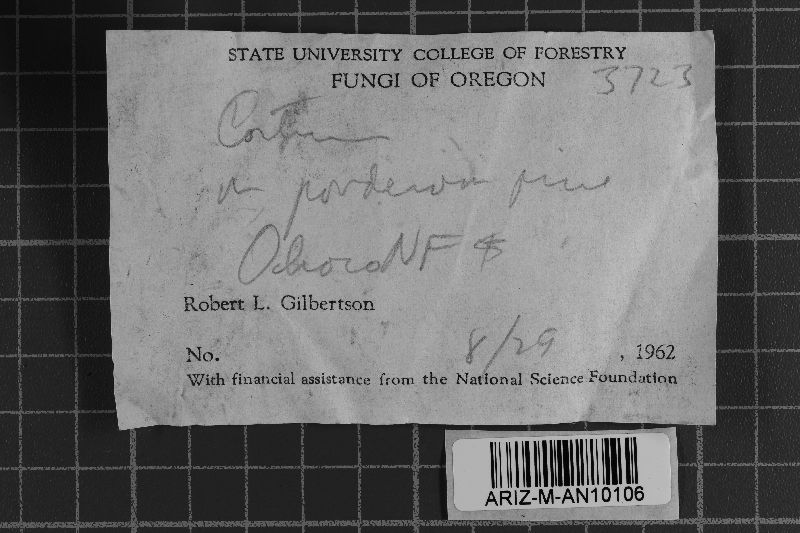 STATE UNIVERSITY COLLEGE OF FORESTRY
FUNGI OF OREGON 3723
on ponderosa pine
Ochoco NF
Robert L. Gilbertson
No. 8/29, 1962
With financial assistance from the National Science Foundation
ARIZ-M-AN10106